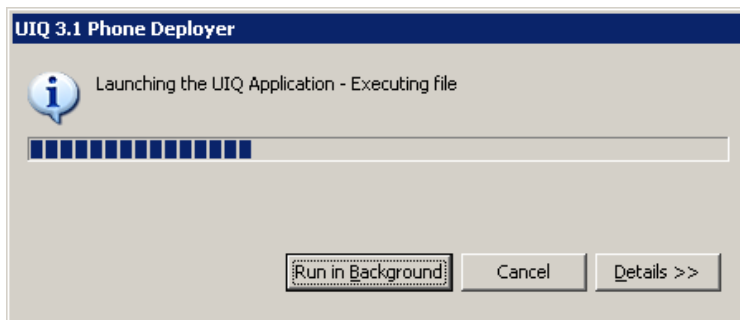 UIQ 3.1 Phone Deployer
Launching the UIQ Application - Executing file
Run in Background Cancel Details >>